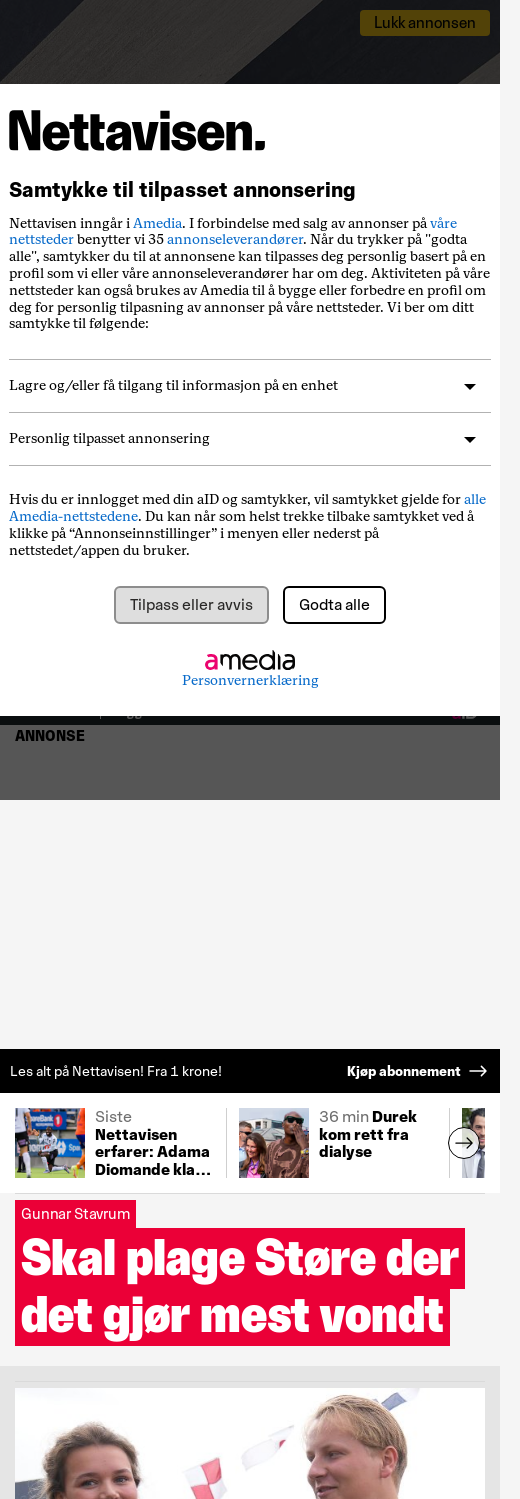 Lukk annonsen
Nettavisen.
Samtykke til tilpasset annonsering
Nettavisen inngår i Amedia. I forbindelse med salg av annonser på våre
nettsteder benytter vi 35 annonseleverandører. Når du trykker på "godta
alle", samtykker du til at annonsene kan tilpasses deg personlig basert på en
profil som vi eller våre annonseleverandører har om deg. Aktiviteten på våre
nettsteder kan også brukes av Amedia til å bygge eller forbedre en profil om
deg for personlig tilpasning av annonser på våre nettsteder. Vi ber om ditt
samtykke til følgende:
Lagre og/eller få tilgang til informasjon på en enhet
Personlig tilpasset annonsering
Hvis du er innlogget med din aID og samtykker, vil samtykket gjelde for alle
Amedia-nettstedene. Du kan når som helst trekke tilbake samtykket ved å
klikke på “Annonseinnstillinger” i menyen eller nederst på
nettstedet/appen du bruker.
Tilpass eller avvis
Godta alle
amedia
Personvernerklæring
ANNONSE
Les alt på Nettavisen! Fra 1 krone!
Kjøp abonnement
Siste
Nettavisen
erfarer: Adama
Diomande kla...
36 min Durek
kom rett fra
dialyse
Gunnar Stavrum
Skal plage Støre der
det gjør mest vondt